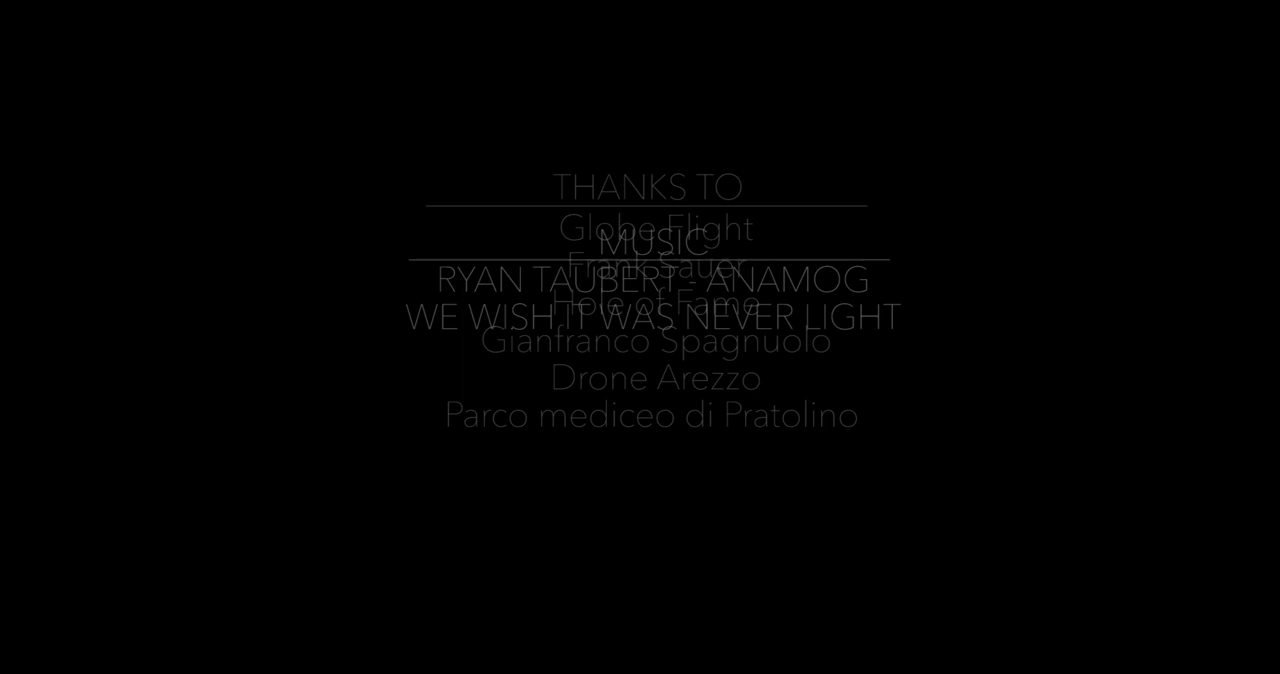 THANKS TO
Globe Flight
MUSIC
Frank Sauer
RYAN TAUBERT - ANAMOG
Hole of Fame
WE WISH IT WAS NEVER LIGHT
Gianfranco Spagnuolo
Drone Arezzo
Parco mediceo di Pratolino